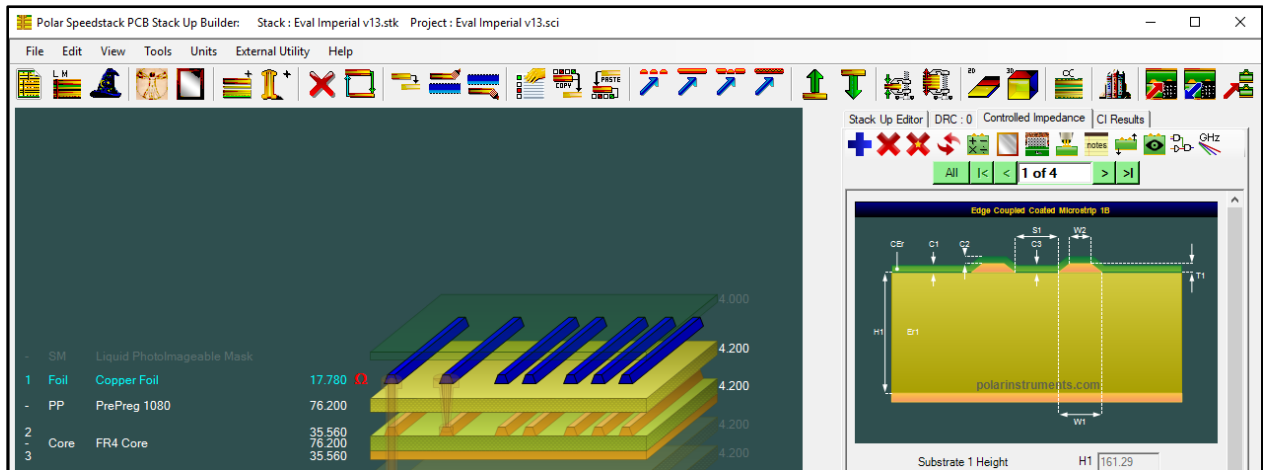 Polar Speedstack PCB Stack Up Builder: Stack : Eval Imperial v13.stk Project : Eval Imperial v13.sci
File Edit View Tools Units External Utility Help
L M
COPY
PASTE
2D
3D
Stack Up Editor DRC : 0 Controlled Impedance CI Results
notes
GHz
All |< < 1 of 4 > >|
Edge Coupled Coated Microstrip 1B
S1 W2
CEr C1 C2 C3
T1
H1 Er1
polarinstruments.com
W1
Substrate 1 Height H1 161.29
4.000
- SM Liquid PhotoImageable Mask 4.200
1 Foil Copper Foil 17.780 Ω 4.200
- PP PrePreg 1080 76.200
2 35.560 4.200
- Core FR4 Core 76.200
3 35.560 4.200